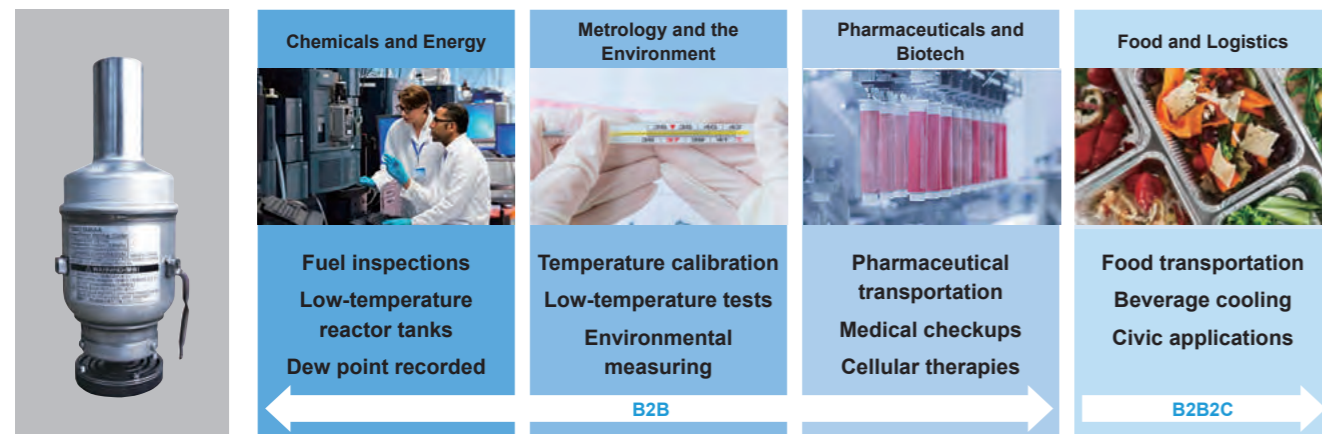 Chemicals and Energy
Fuel inspections
Low-temperature
reactor tanks
Dew point recorded
Metrology and the
Environment
Temperature calibration
Low-temperature tests
Environmental
measuring
B2B
Pharmaceuticals and
Biotech
Pharmaceutical
transportation
Medical checkups
Cellular therapies
Food and Logistics
Food transportation
Beverage cooling
Civic applications
B2B2C